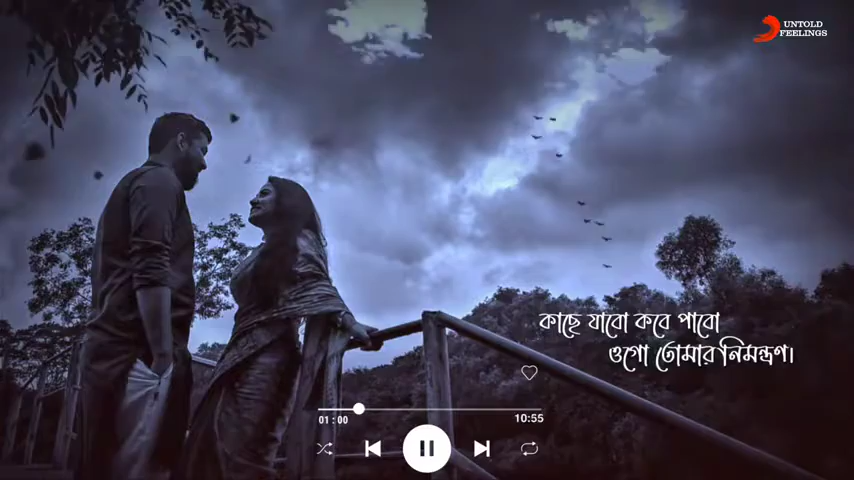 UNTOLD
FEELINGS
কাছে যাবো কবে পাবো
ওগো তোমার নিমন্ত্রণ।
01:00
10:55